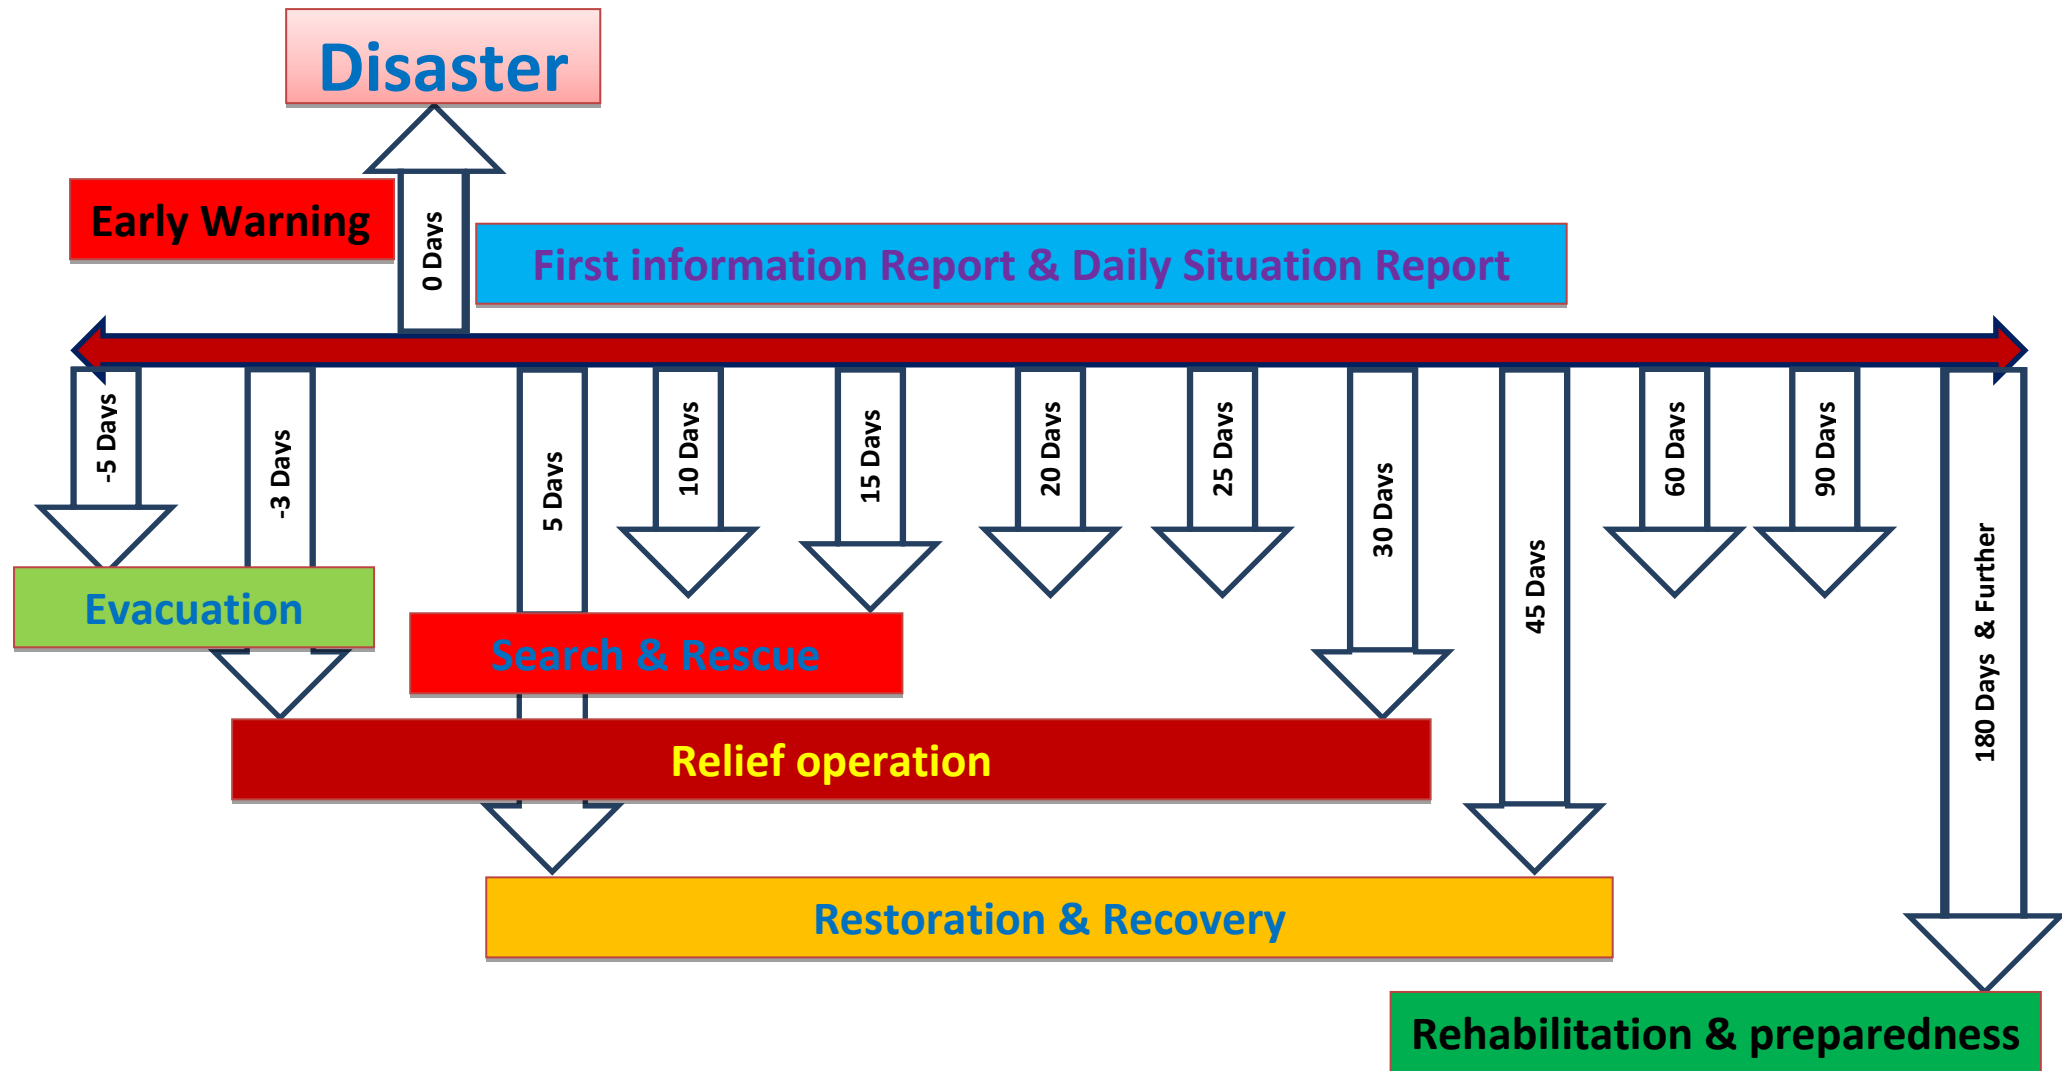 Disaster
Early Warning
0 Days
First information Report & Daily Situation Report
-5 Days
-3 Days
5 Days
10 Days
15 Days
20 Days
25 Days
30 Days
45 Days
60 Days
90 Days
180 Days & Further
Evacuation
Search & Rescue
Relief operation
Restoration & Recovery
Rehabilitation & preparedness